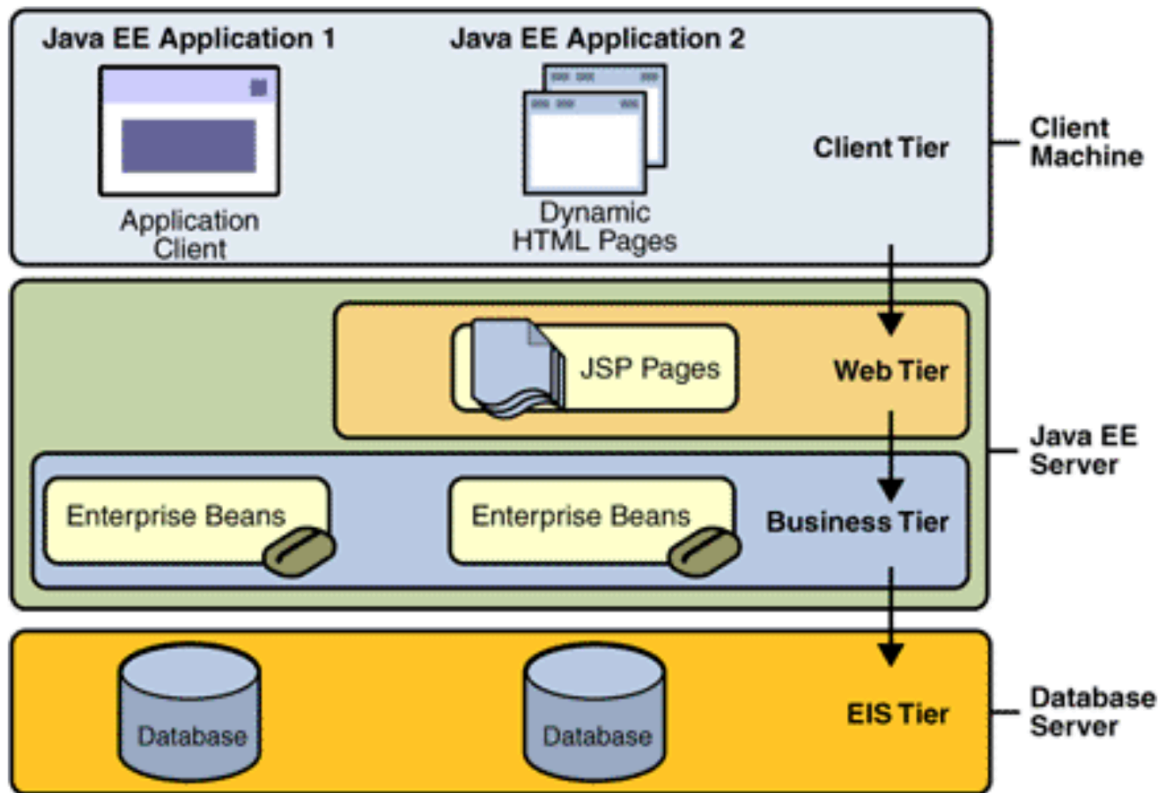 Java EE Application 1
Java EE Application 2
Application
Client
Dynamic
HTML Pages
Client Tier
Client
Machine
JSP Pages
Web Tier
Java EE
Server
Enterprise Beans
Enterprise Beans
Business Tier
Database
Database
EIS Tier
Database
Server